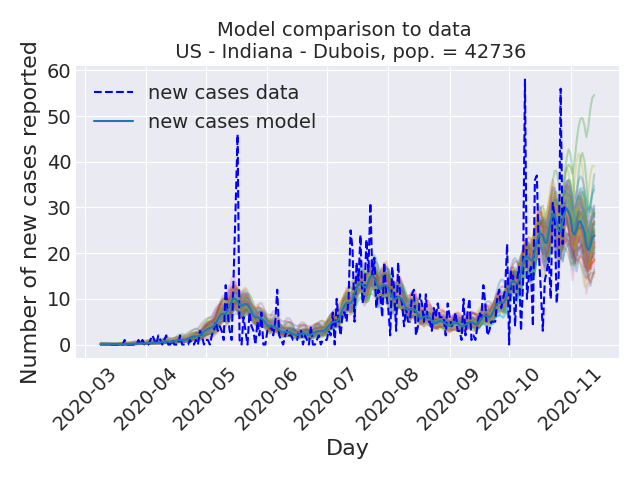 Model comparison to data
US - Indiana - Dubois, pop. = 42736
Number of new cases reported
60
50
40
30
20
10
0
new cases data
new cases model
2020-03
2020-04
2020-05
2020-06
2020-07
2020-08
2020-09
2020-10
2020-11
Day